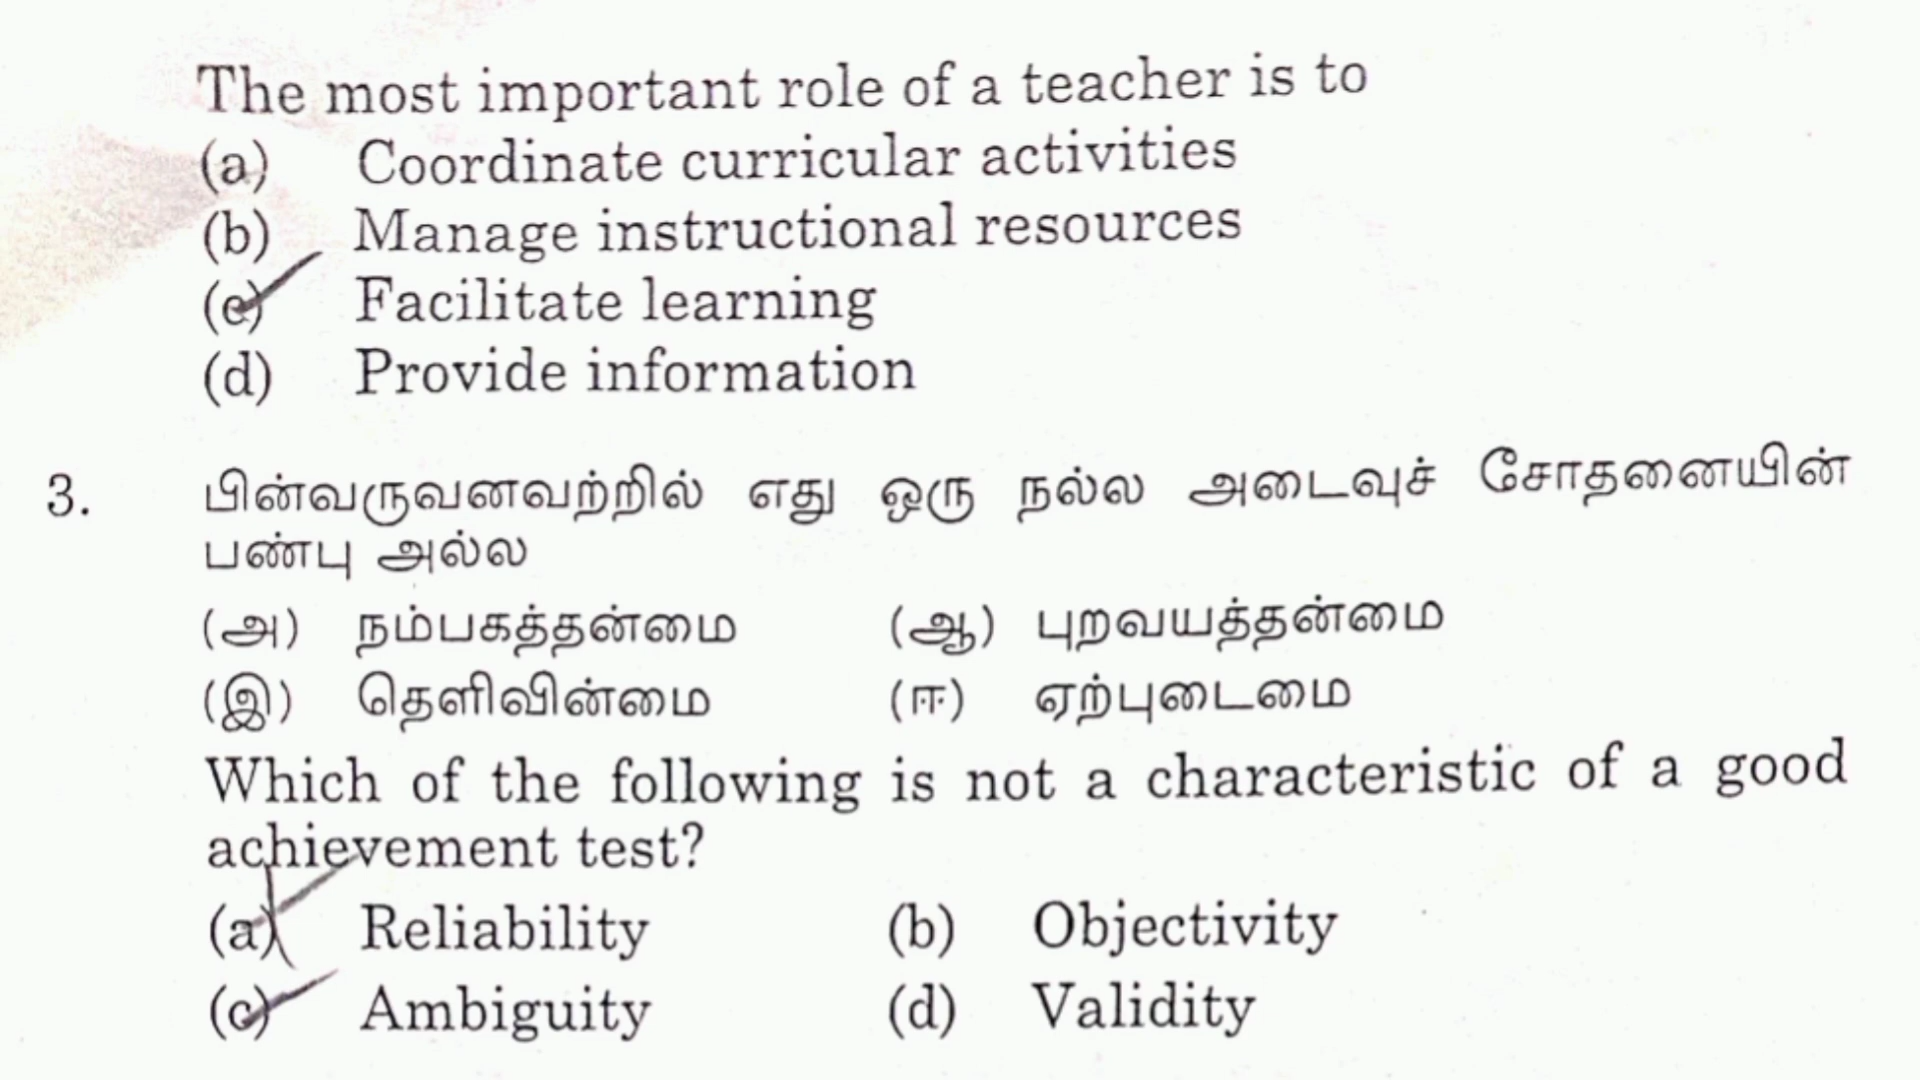 The most important role of a teacher is to
(a) Coordinate curricular activities
(b) Manage instructional resources
(c) Facilitate learning
(d) Provide information
3. பின்வருவனவற்றில் எது ஒரு நல்ல அடைவுச் சோதனையின்
பண்பு அல்ல
(அ) நம்பகத்தன்மை (ஆ) புறவயத்தன்மை
(இ) தெளிவின்மை (ஈ) ஏற்புடைமை
Which of the following is not a characteristic of a good
achievement test?
(a) Reliability (b) Objectivity
(c) Ambiguity (d) Validity